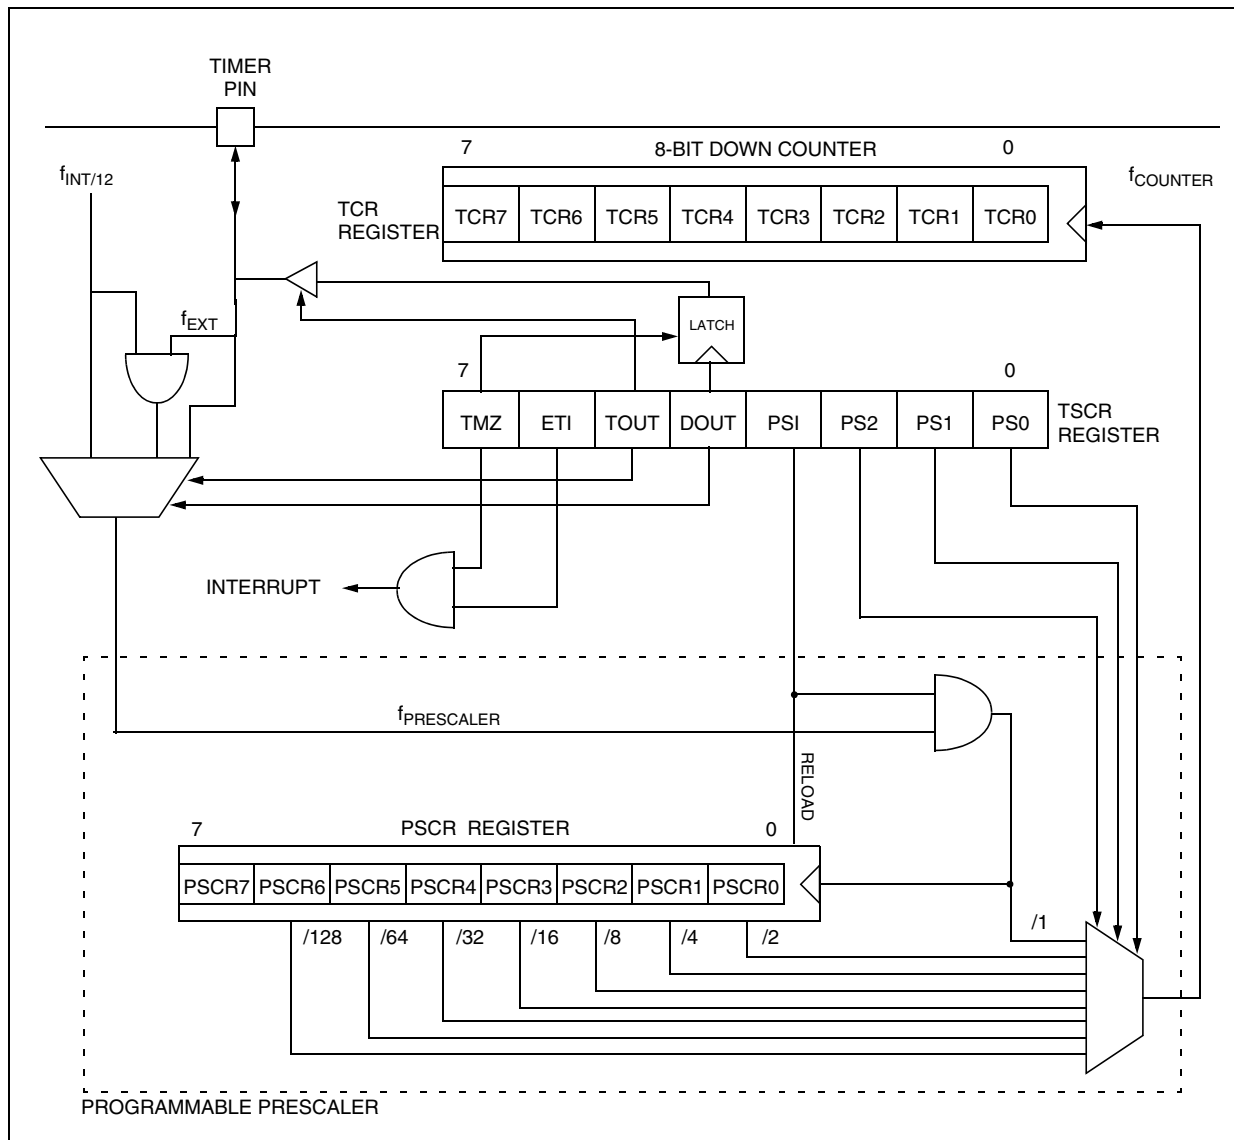 TIMER
PIN
7 8-BIT DOWN COUNTER 0
fINT/12
fCOUNTER
TCR
REGISTER
TCR7 TCR6 TCR5 TCR4 TCR3 TCR2 TCR1 TCR0
fEXT
LATCH
7 0
TMZ ETI TOUT DOUT PSI PS2 PS1 PS0
TSCR
REGISTER
INTERRUPT
fPRESCALER
RELOAD
7 PSCR REGISTER 0
PSCR7 PSCR6 PSCR5 PSCR4 PSCR3 PSCR2 PSCR1 PSCR0
/128 /64 /32 /16 /8 /4 /2 /1
PROGRAMMABLE PRESCALER